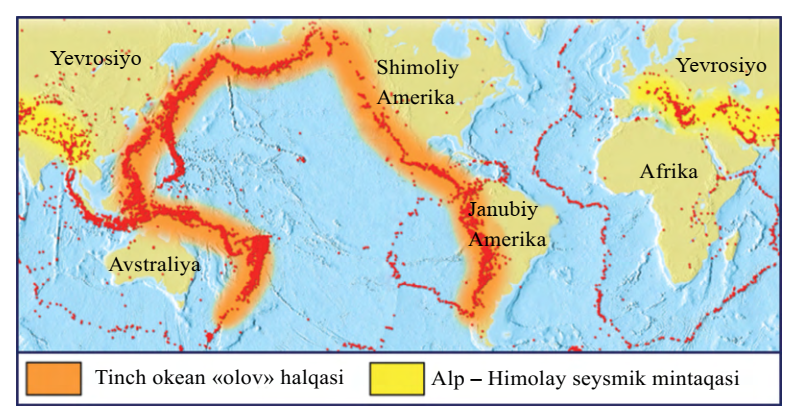 Yevrosiyo
Shimoliy
Amerika
Yevrosiyo
Afrika
Janubiy
Amerika
Avstraliya
Tinch okean «olov» halqasi
Alp – Himolay seysmik mintaqasi